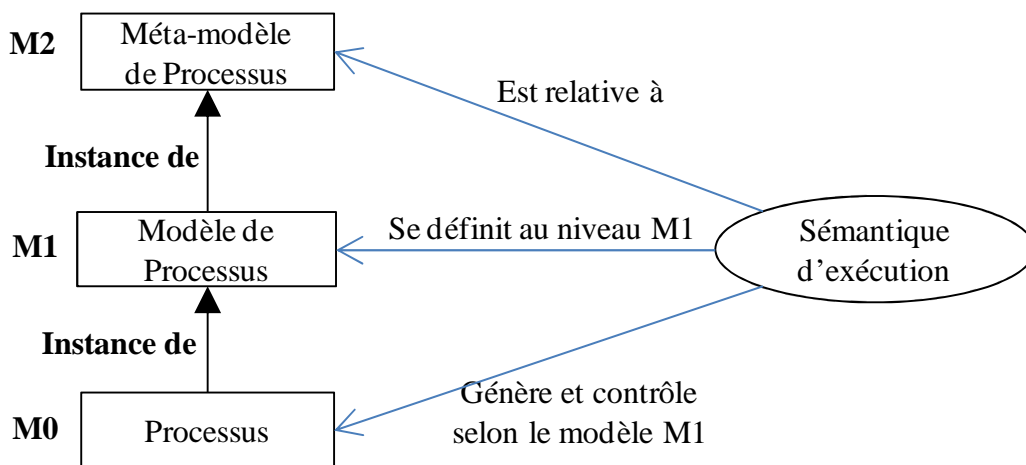 M2
Méta-modèle
de Processus
Est relative à
Instance de
M1
Modèle de
Processus
Se définit au niveau M1
Sémantique
d’exécution
Instance de
M0
Processus
Génère et contrôle
selon le modèle M1